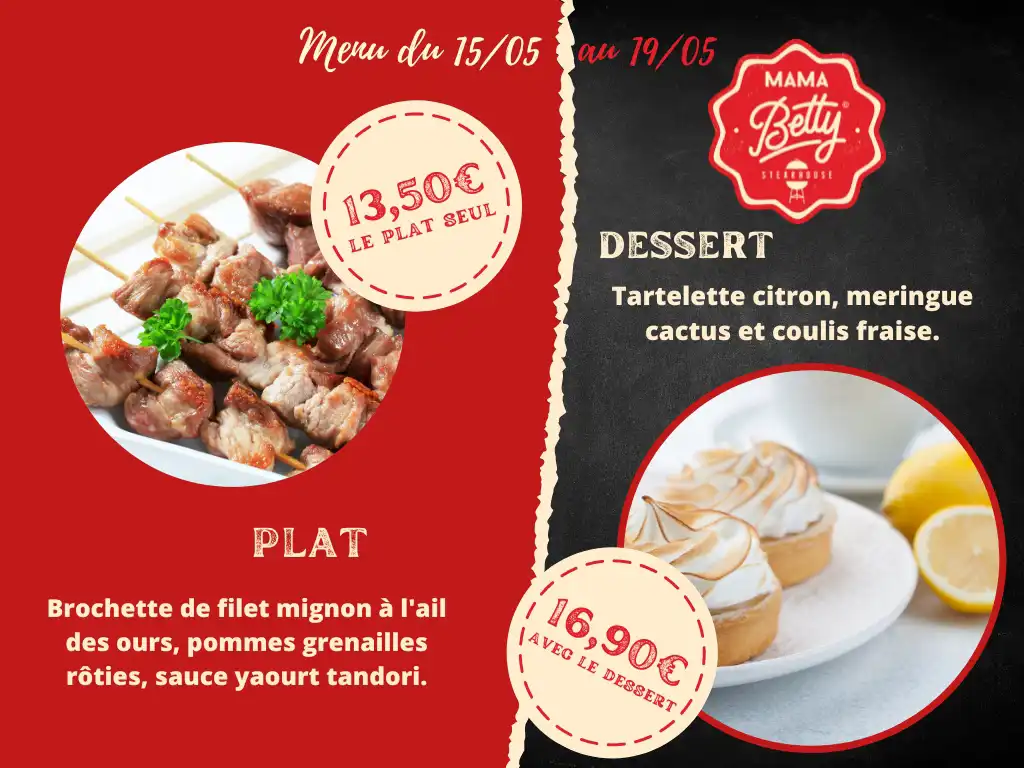 Menu du 15/05 au 19/05
MAMA
Betty
STEAKHOUSE
13,50€
LE PLAT SEUL
DESSERT
Tartelette citron, meringue
cactus et coulis fraise.
PLAT
Brochette de filet mignon à l'ail
des ours, pommes grenailles
rôties, sauce yaourt tandori.
16,90€
AVEC LE DESSERT